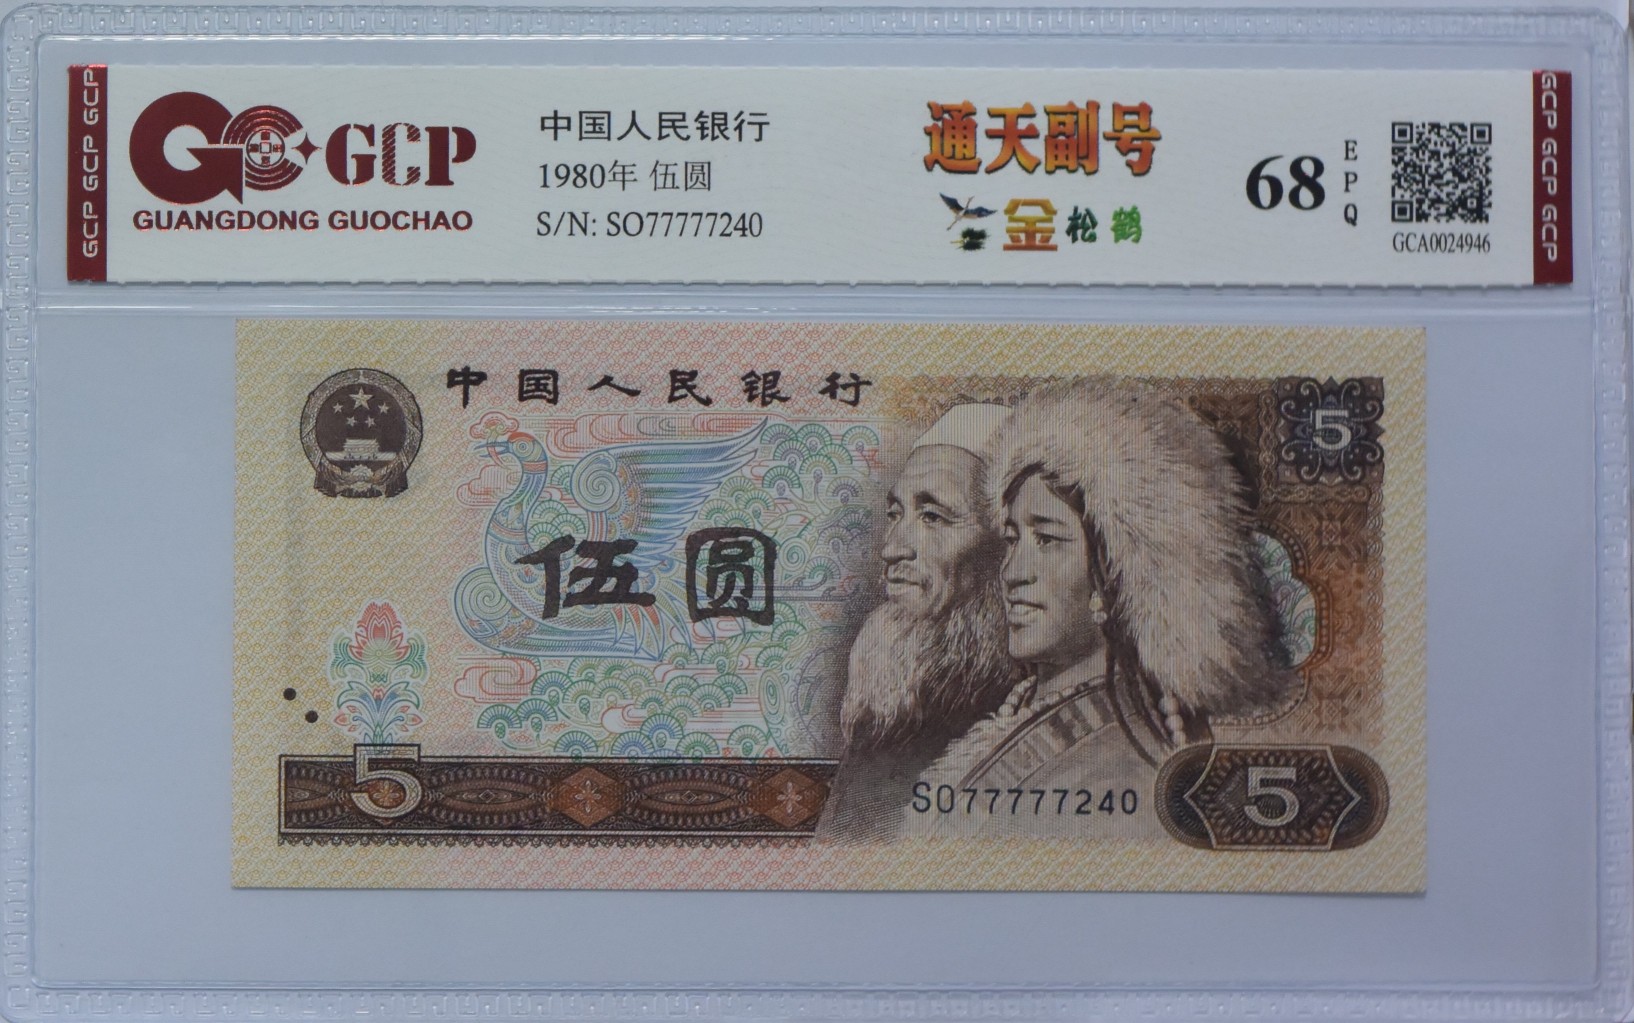 GCP GCP GCP
GCP
GUANGDONG GUOCHAO
中国人民银行
1980年 伍圆
S/N: SO77777240
通天副号
金松鹤
68
EPQ
GCA0024946
GCP GCP GCP
中国人民银行
5
伍圆
5
SO77777240
5